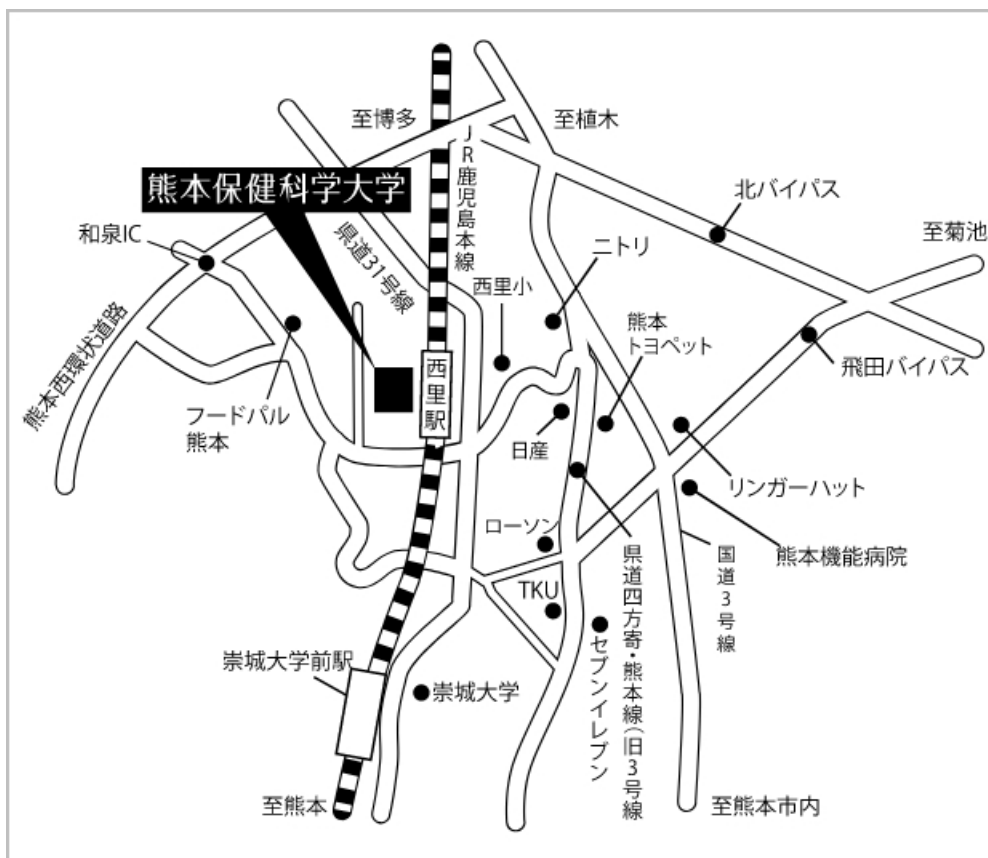 至博多
至植木
JR鹿児島本線
熊本保健科学大学
北バイパス
和泉IC
県道31号線
ニトリ
至菊池
西里小
熊本
トヨペット
熊本西環状道路
西里駅
飛田バイパス
フードパル
熊本
日産
リンガーハット
ローソン
熊本機能病院
国道3号線
TKU
県道四方寄・熊本線(旧3号線)
セブンイレブン
崇城大学前駅
崇城大学
至熊本
至熊本市内